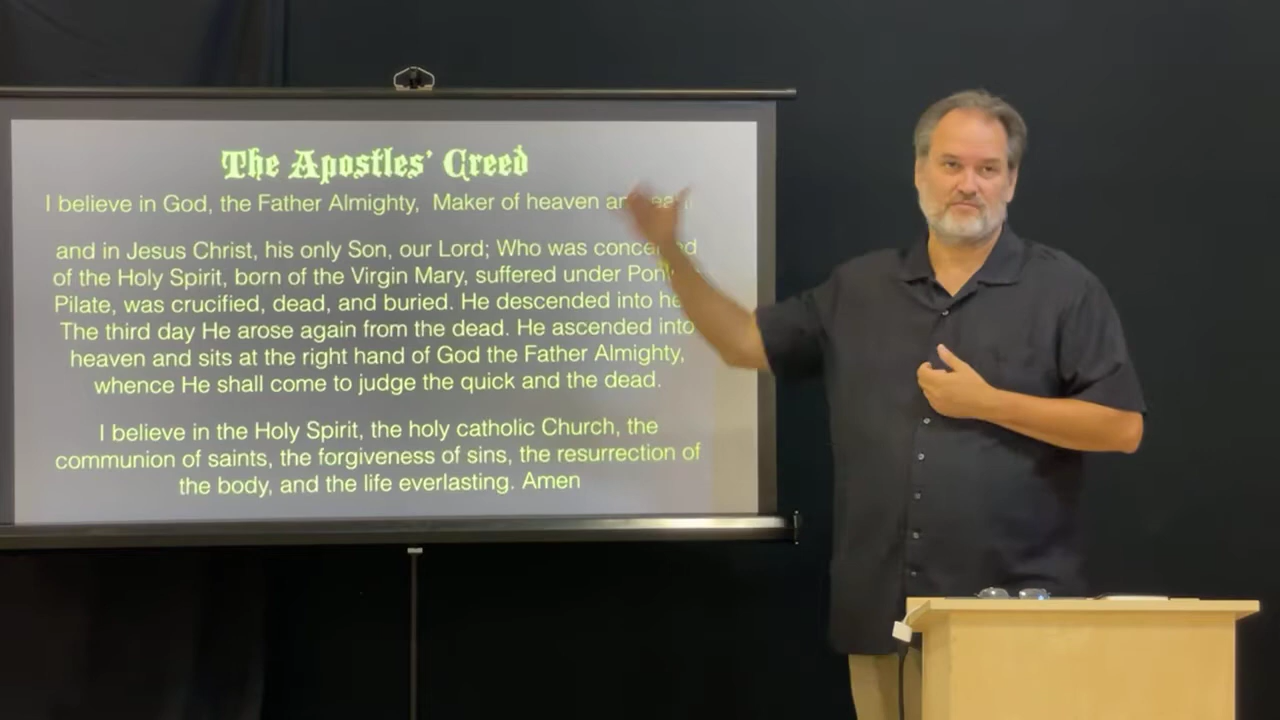 The Apostles' Creed
I believe in God, the Father Almighty, Maker of heaven
and in Jesus Christ, his only Son, our Lord; Who was
of the Holy Spirit, born of the Virgin Mary, suffered under
Pilate, was crucified, dead, and buried. He descended into
The third day He arose again from the dead. He ascended into
heaven and sits at the right hand of God the Father Almighty,
whence He shall come to judge the quick and the dead.
I believe in the Holy Spirit, the holy catholic Church, the
communion of saints, the forgiveness of sins, the resurrection of
the body, and the life everlasting. Amen